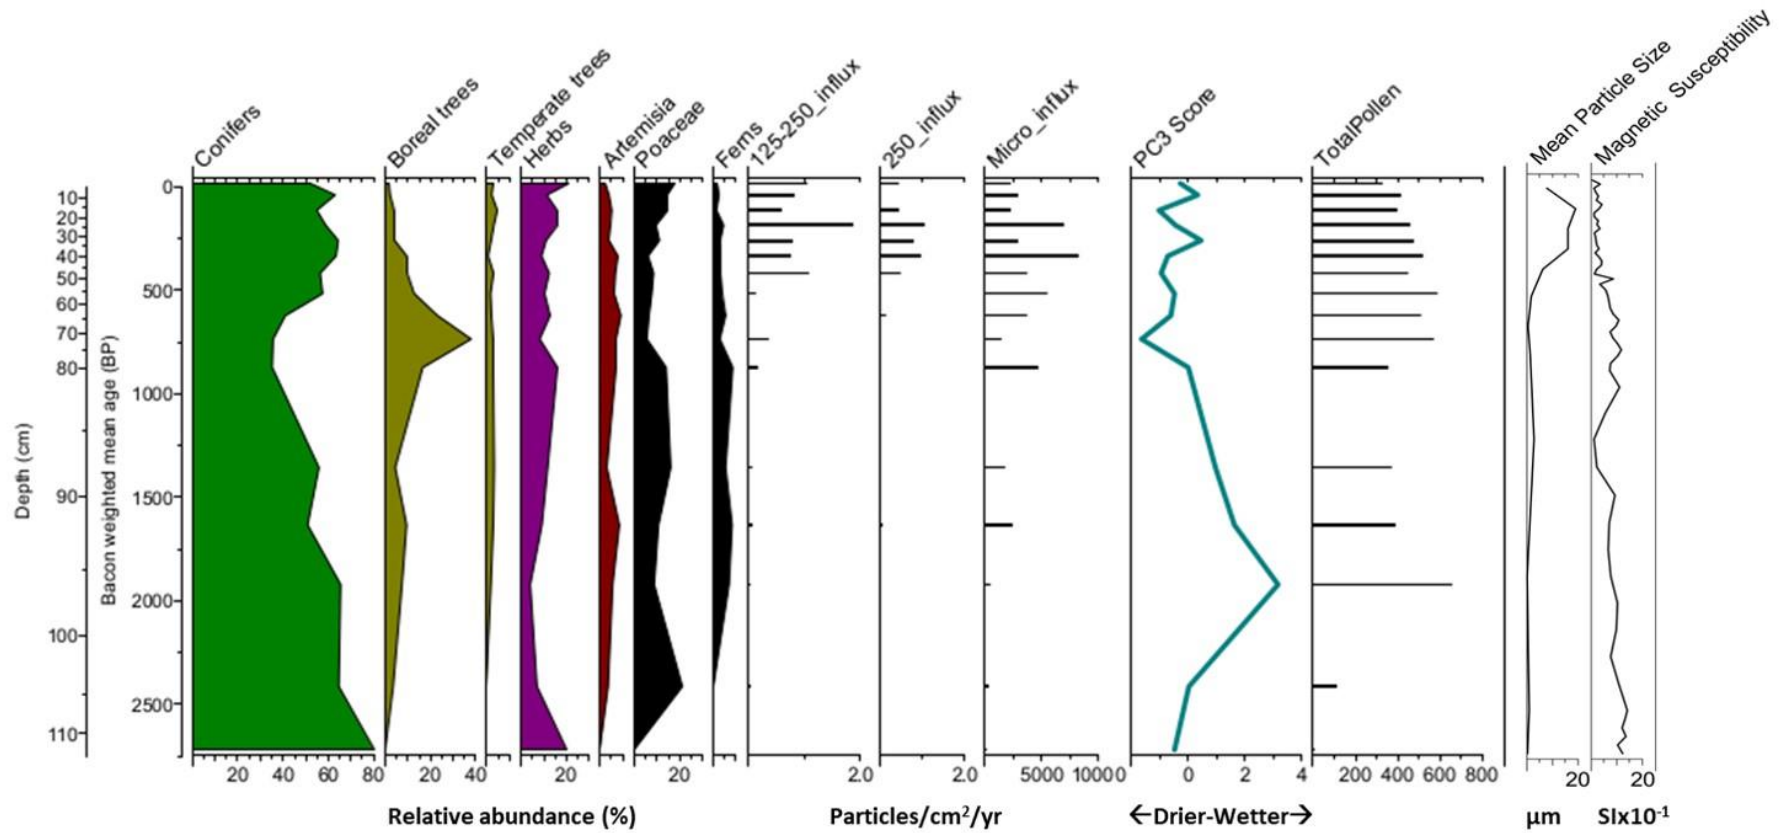 Conifers
Boreal trees
Temperate trees
Herbs
Artemisia
Poaceae
Ferns
125-250_influx
250_influx
Micro_influx
PC3 Score
TotalPollen
Mean Particle Size
Magnetic Susceptibility
Depth (cm)
10
20
30
40
50
60
70
80
90
100
110
Bacon weighted mean age (BP)
0
500
1000
1500
2000
2500
20 40 60 80
20 40
20
20
2.0
2.0
5000 10000
0 2 4
200 400 600 800
20
20
Relative abundance (%)
Particles/cm²/yr
←Drier-Wetter→
µm
SIx10⁻¹